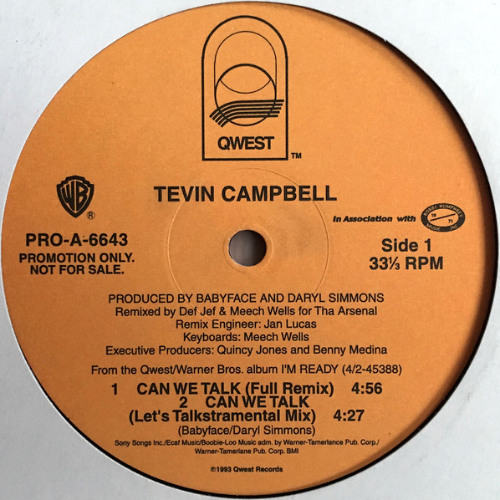 QWEST
TM
TEVIN CAMPBELL
WB
®
In Association with
PRO-A-6643
PROMOTION ONLY.
NOT FOR SALE.
Side 1
33⅓ RPM
PRODUCED BY BABYFACE AND DARYL SIMMONS
Remixed by Def Jef & Meech Wells for Tha Arsenal
Remix Engineer: Jan Lucas
Keyboards: Meech Wells
Executive Producers: Quincy Jones and Benny Medina
From the Qwest/Warner Bros. album I'M READY (4/2-45388)
1 CAN WE TALK (Full Remix) 4:56
2 CAN WE TALK
(Let's Talkstramental Mix) 4:27
(Babyface/Daryl Simmons)
Sony Songs Inc./Ecaf Music/Boobie-Loo Music adm. by Warner-Tamerlance Pub. Corp./
Warner-Tamerlane Pub. Corp. BMI
©1993 Qwest Records